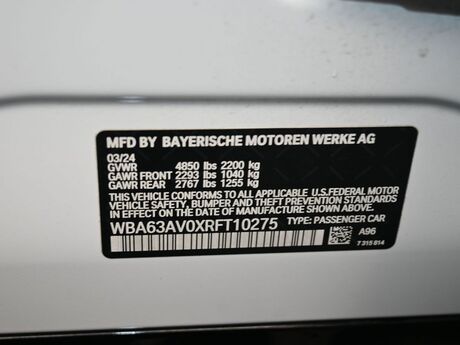 MFD BY BAYERISCHE MOTOREN WERKE AG
03/24
GVWR 4850 lbs 2200 kg
GAWR FRONT 2293 lbs 1040 kg
GAWR REAR 2767 lbs 1255 kg
THIS VEHICLE CONFORMS TO ALL APPLICABLE U.S.FEDERAL MOTOR
VEHICLE SAFETY, BUMPER, AND THEFT PREVENTION STANDARDS
IN EFFECT ON THE DATE OF MANUFACTURE SHOWN ABOVE.
WBA63AV0XRFT10275 TYPE: PASSENGER CAR
A96
7 315 814